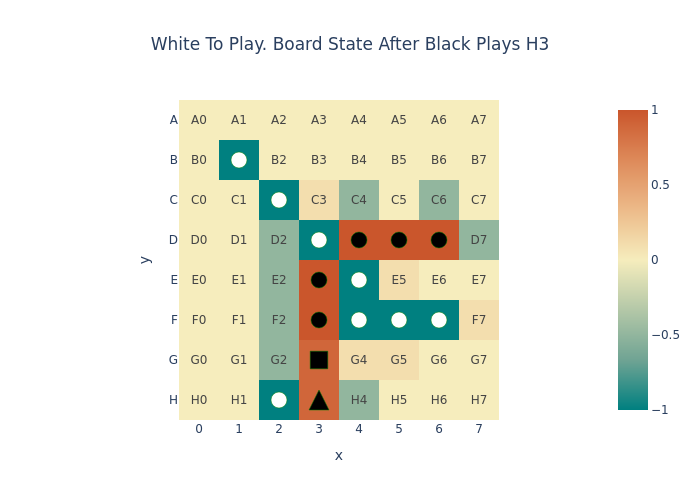 White To Play. Board State After Black Plays H3
A A0 A1 A2 A3 A4 A5 A6 A7
B B0 B2 B3 B4 B5 B6 B7
C C0 C1 C3 C4 C5 C6 C7
D D0 D1 D2 D7
E E0 E1 E2 E5 E6 E7
F F0 F1 F2 F7
G G0 G1 G2 G4 G5 G6 G7
H H0 H1 H4 H5 H6 H7
0 1 2 3 4 5 6 7
x
y
1
0.5
0
−0.5
−1